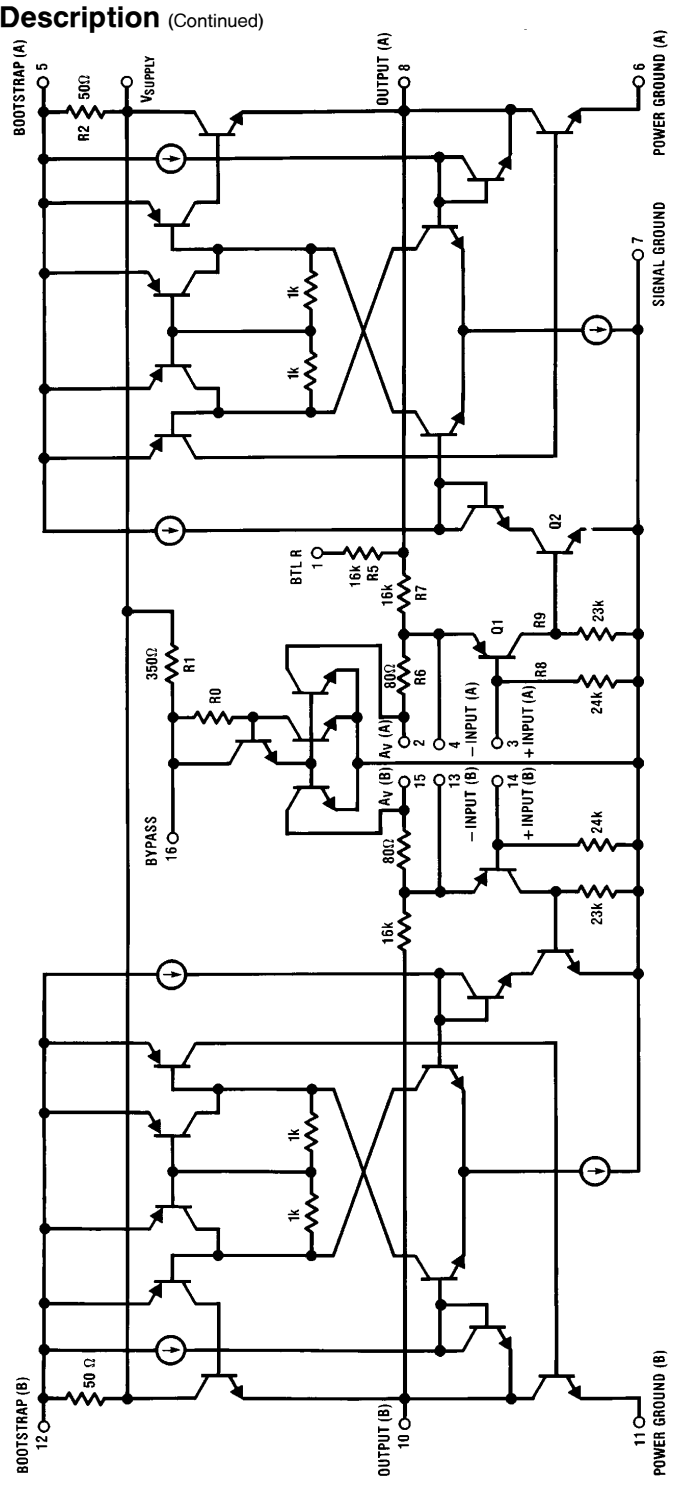 Description (Continued)
BOOTSTRAP (A)
5
50Ω
R2
VSUPPLY
OUTPUT (A)
8
6
POWER GROUND (A)
7
SIGNAL GROUND
1k
1k
BTL R
1
16k
R5
16k
R7
Q2
350Ω
R1
R0
80Ω
R6
Q1
R9
23k
R8
24k
AV (A)
2
4
– INPUT (A)
3
+ INPUT (A)
BYPASS
16
AV (B)
15
13
– INPUT (B)
14
+ INPUT (B)
80Ω
24k
16k
23k
1k
1k
50 Ω
BOOTSTRAP (B)
12
OUTPUT (B)
10
11
POWER GROUND (B)